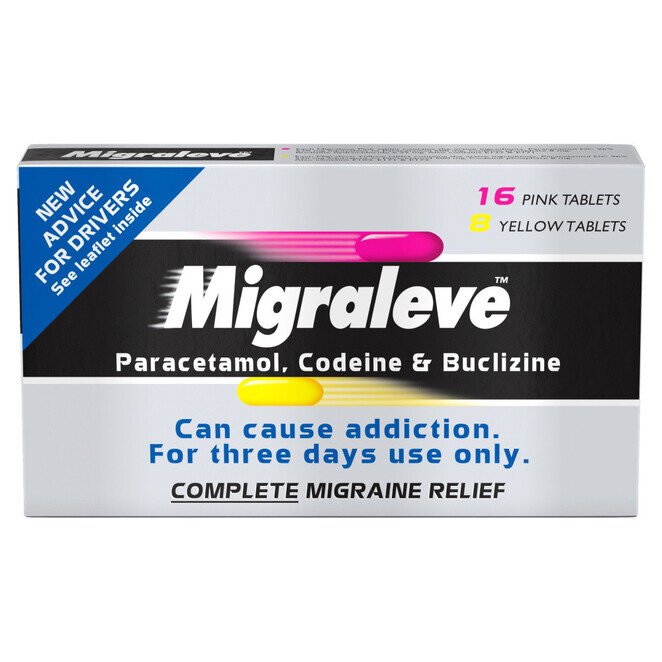 Migraleve
NEW
ADVICE
FOR DRIVERS
See leaflet inside
16 PINK TABLETS
8 YELLOW TABLETS
Migraleve™
Paracetamol, Codeine & Buclizine
Can cause addiction.
For three days use only.
COMPLETE MIGRAINE RELIEF